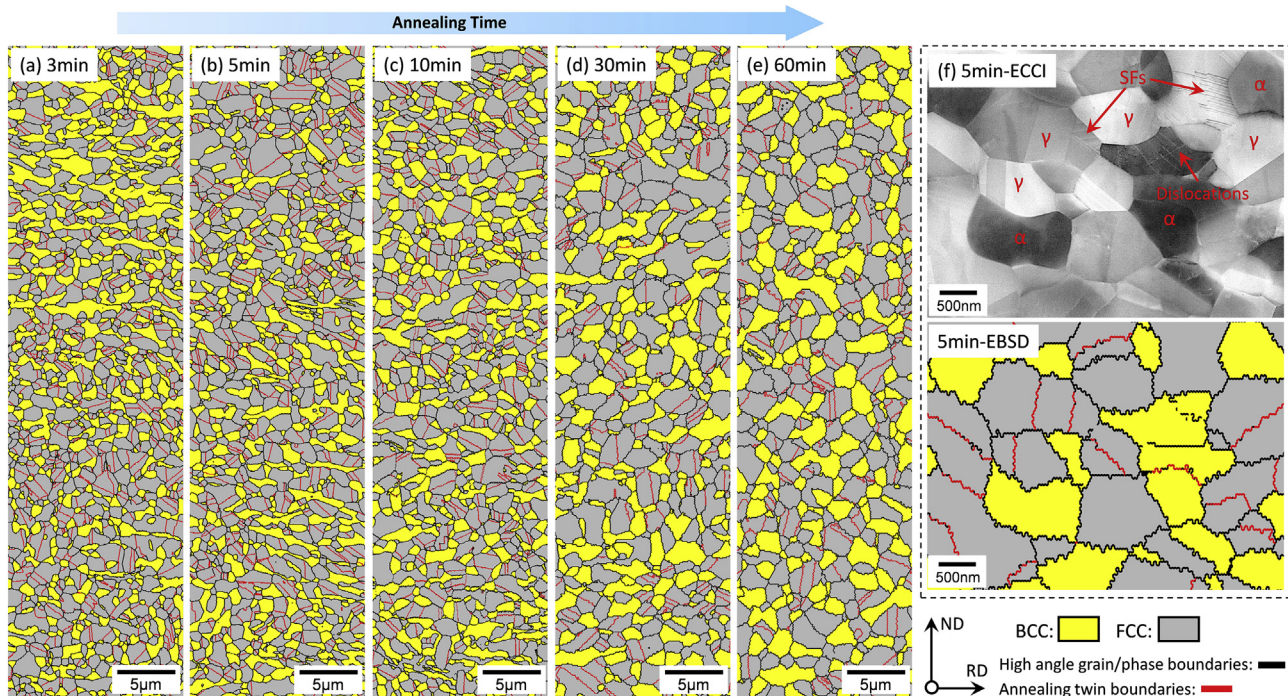 Annealing Time
(a) 3min
(b) 5min
(c) 10min
(d) 30min
(e) 60min
5μm
5μm
5μm
5μm
5μm
(f) 5min-ECCI
SFs
α
γ
γ
γ
γ
Dislocations
α
α
500nm
5min-EBSD
500nm
ND
RD
BCC:
FCC:
High angle grain/phase boundaries:
Annealing twin boundaries: